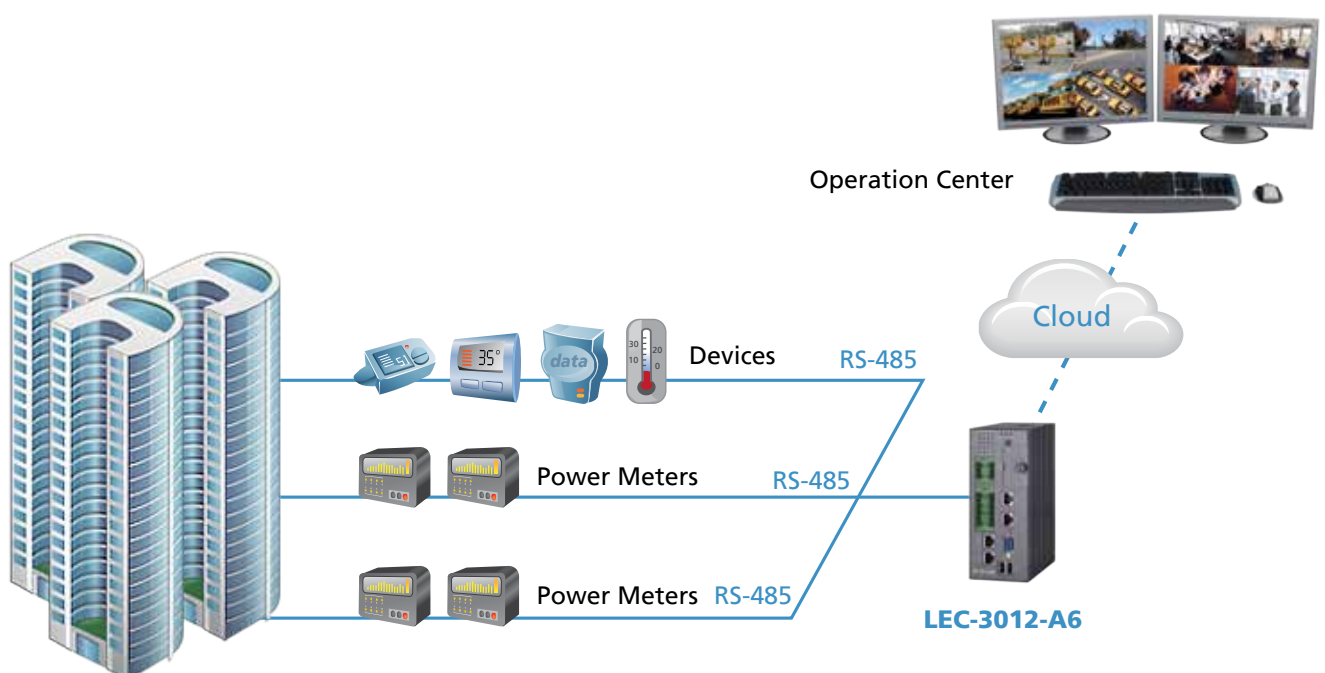 Operation Center
Cloud
51
35°
data
30
20
10
0
Devices
RS-485
Power Meters
RS-485
Power Meters
RS-485
LEC-3012-A6